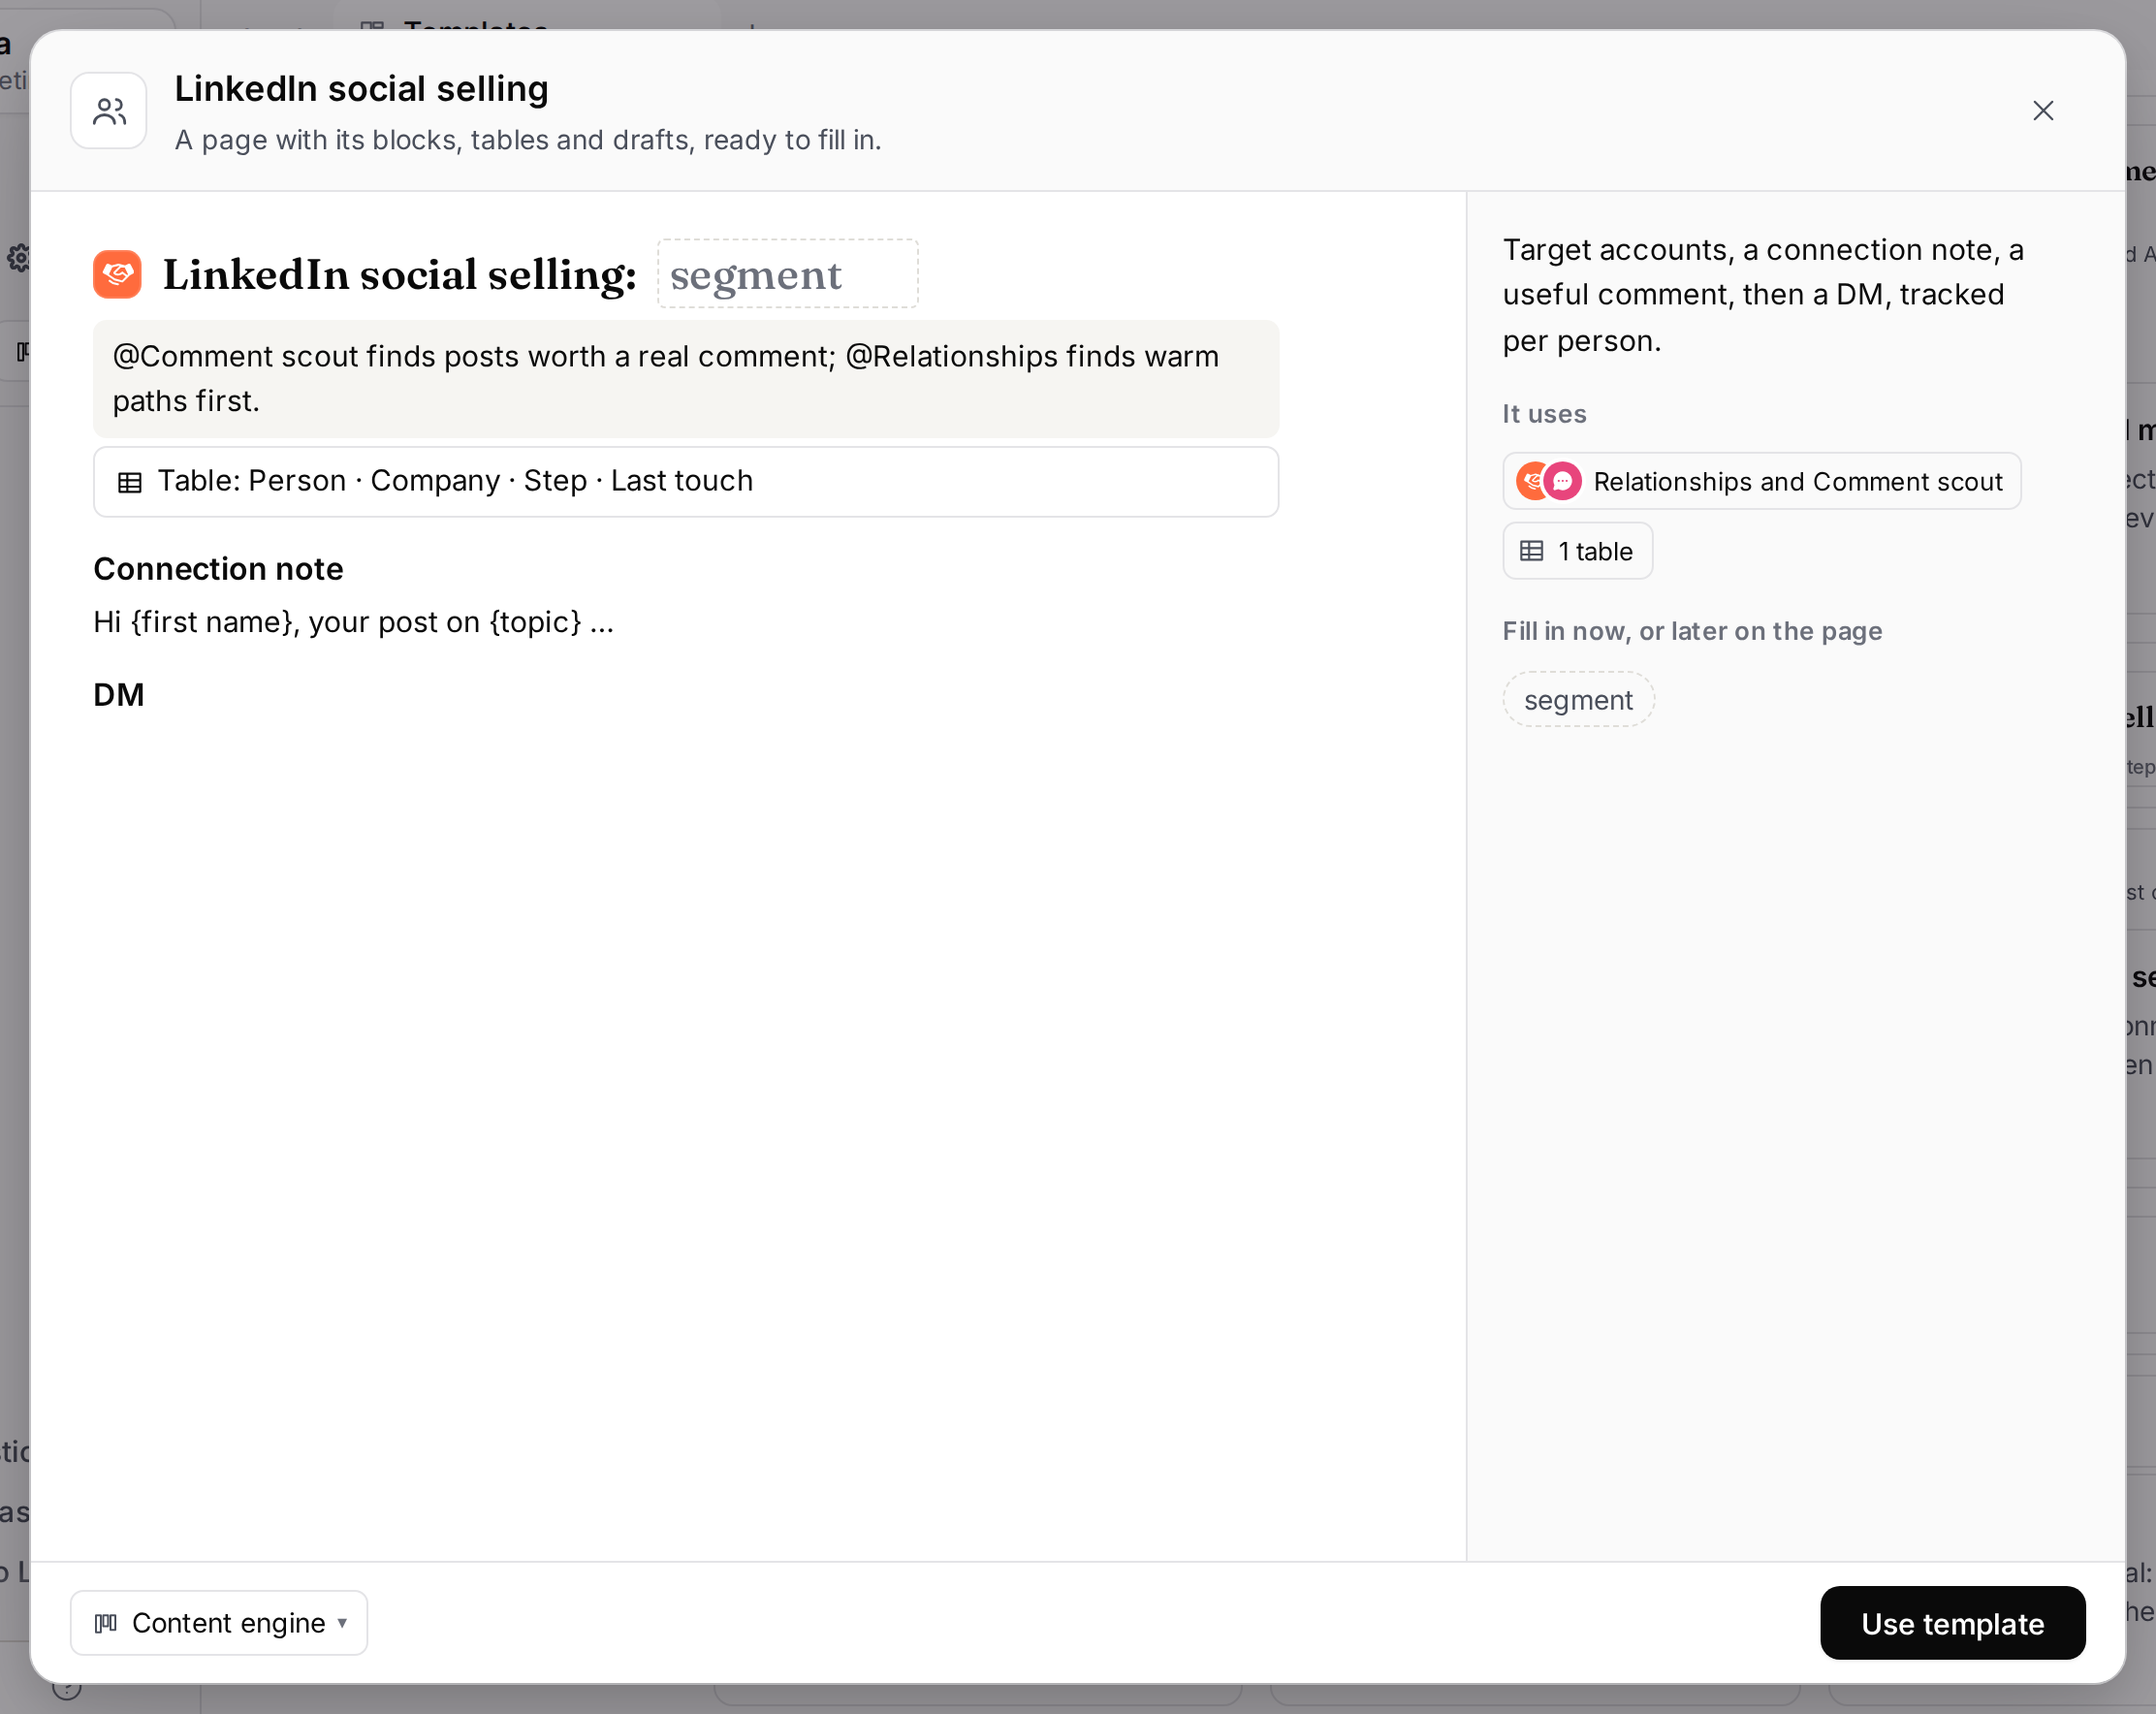 LinkedIn social selling
A page with its blocks, tables and drafts, ready to fill in.
LinkedIn social selling: segment
@Comment scout finds posts worth a real comment; @Relationships finds warm
paths first.
Table: Person · Company · Step · Last touch
Connection note
Hi {first name}, your post on {topic} ...
DM
Target accounts, a connection note, a
useful comment, then a DM, tracked
per person.
It uses
Relationships and Comment scout
1 table
Fill in now, or later on the page
segment
Content engine
Use template